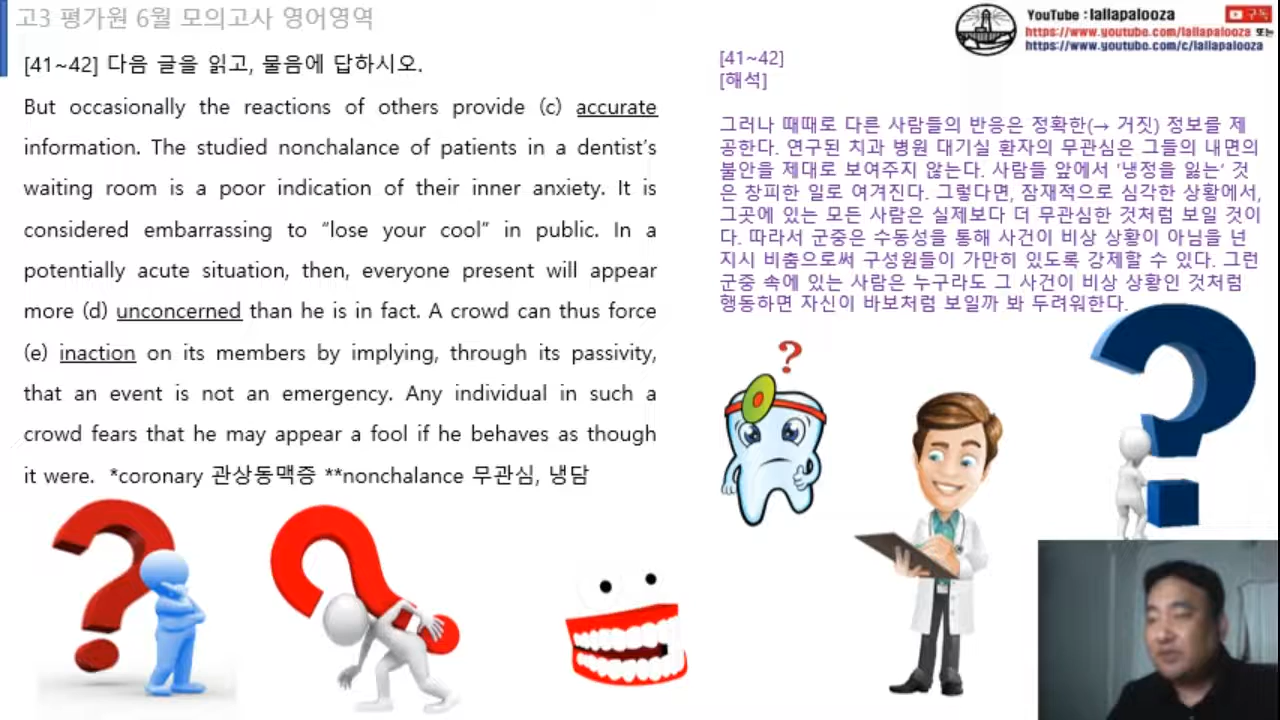 고3 평가원 6월 모의고사 영어영역
YouTube : lallapalooza
구독
https://www.youtube.com/lallapalooza 또는
https://www.youtube.com/c/lallapalooza
[41~42] 다음 글을 읽고, 물음에 답하시오.
But occasionally the reactions of others provide (c) accurate
information. The studied nonchalance of patients in a dentist's
waiting room is a poor indication of their inner anxiety. It is
considered embarrassing to “lose your cool” in public. In a
potentially acute situation, then, everyone present will appear
more (d) unconcerned than he is in fact. A crowd can thus force
(e) inaction on its members by implying, through its passivity,
that an event is not an emergency. Any individual in such a
crowd fears that he may appear a fool if he behaves as though
it were. *coronary 관상동맥증 **nonchalance 무관심, 냉담
[41~42]
[해석]
그러나 때때로 다른 사람들의 반응은 정확한(→ 거짓) 정보를 제
공한다. 연구된 치과 병원 대기실 환자의 무관심은 그들의 내면의
불안을 제대로 보여주지 않는다. 사람들 앞에서 ‘냉정을 잃는’ 것
은 창피한 일로 여겨진다. 그렇다면, 잠재적으로 심각한 상황에서,
그곳에 있는 모든 사람은 실제보다 더 무관심한 것처럼 보일 것이
다. 따라서 군중은 수동성을 통해 사건이 비상 상황이 아님을 넌
지시 비춤으로써 구성원들이 가만히 있도록 강제할 수 있다. 그런
군중 속에 있는 사람은 누구라도 그 사건이 비상 상황인 것처럼
행동하면 자신이 바보처럼 보일까 봐 두려워한다.